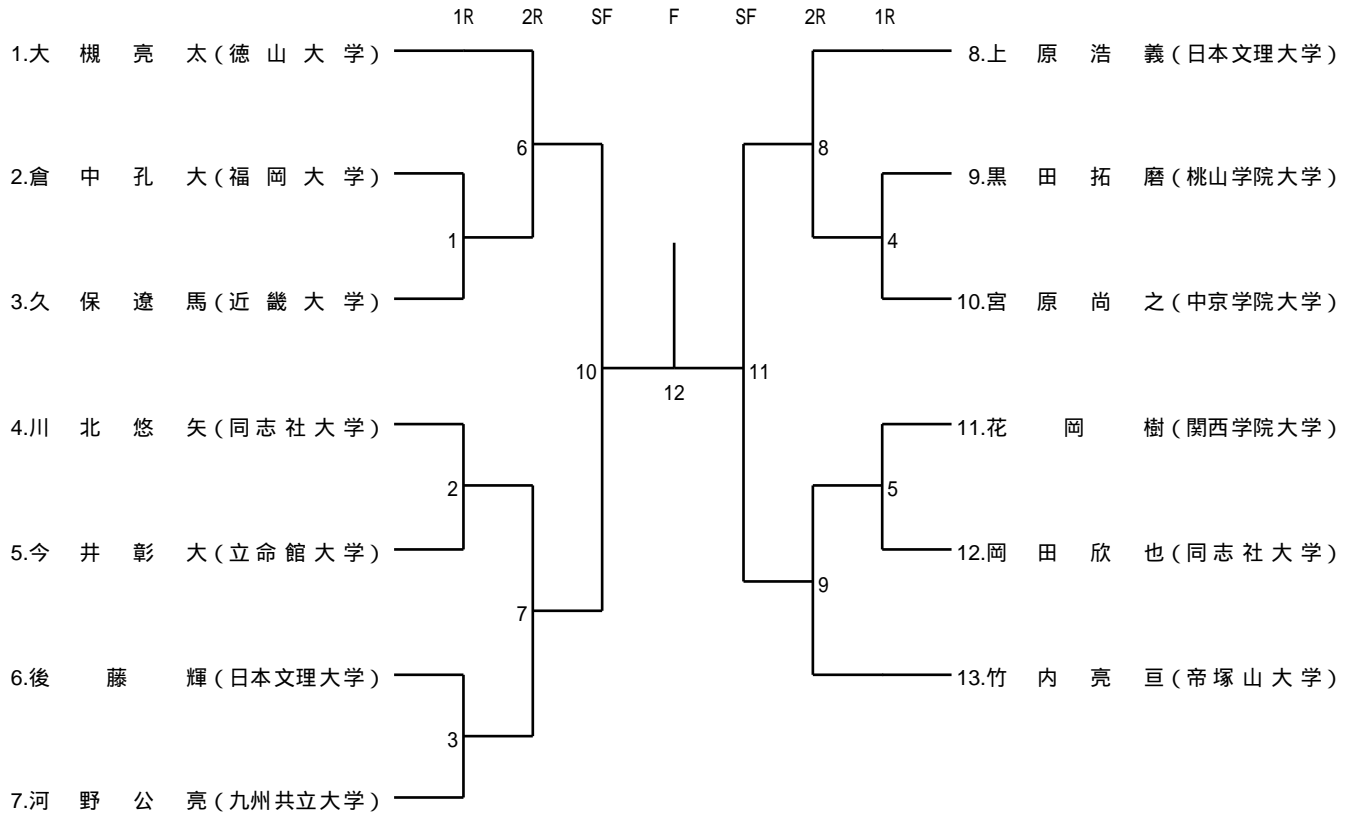 1R 2R SF F SF 2R 1R
1.大槻亮太(徳山大学)
2.倉中孔大(福岡大学)
3.久保遼馬(近畿大学)
4.川北悠矢(同志社大学)
5.今井彰大(立命館大学)
6.後藤輝(日本文理大学)
7.河野公亮(九州共立大学)
6
1
10
2
7
3
12
8
4
11
5
9
8.上原浩義(日本文理大学)
9.黒田拓磨(桃山学院大学)
10.宮原尚之(中京学院大学)
11.花岡樹(関西学院大学)
12.岡田欣也(同志社大学)
13.竹内亮亘(帝塚山大学)